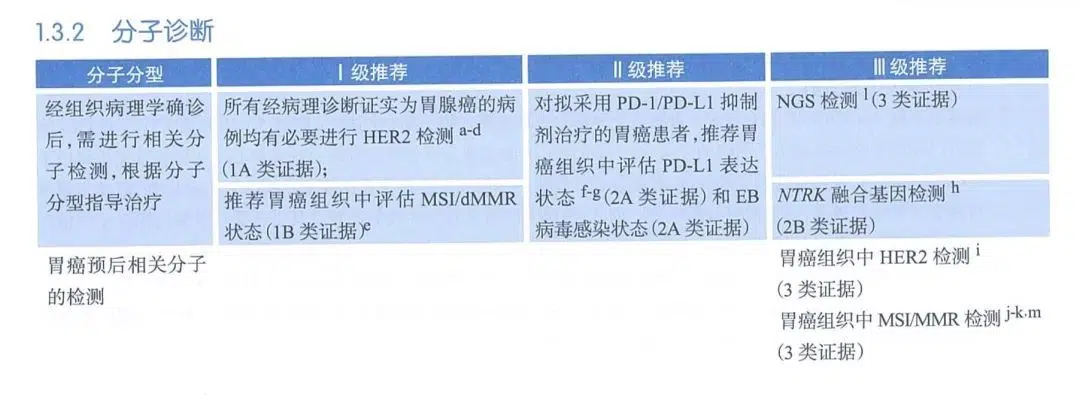 1.3.2 分子诊断
分子分型
Ⅰ级推荐
Ⅱ级推荐
Ⅲ级推荐
经组织病理学确诊
后,需进行相关分
子检测,根据分子
分型指导治疗
所有经病理诊断证实为胃腺癌的病
例均有必要进行 HER2 检测 a-d
(1A 类证据);
推荐胃癌组织中评估 MSI/dMMR
状态(1B 类证据)e
对拟采用 PD-1/PD-L1 抑制
剂治疗的胃癌患者,推荐胃
癌组织中评估 PD-L1 表达
状态 f-g(2A 类证据)和 EB
病毒感染状态(2A 类证据)
NGS 检测 l(3 类证据)
NTRK 融合基因检测 h
(2B 类证据)
胃癌预后相关分子
的检测
胃癌组织中 HER2 检测 i
(3 类证据)
胃癌组织中 MSI/MMR 检测 j-k,m
(3 类证据)